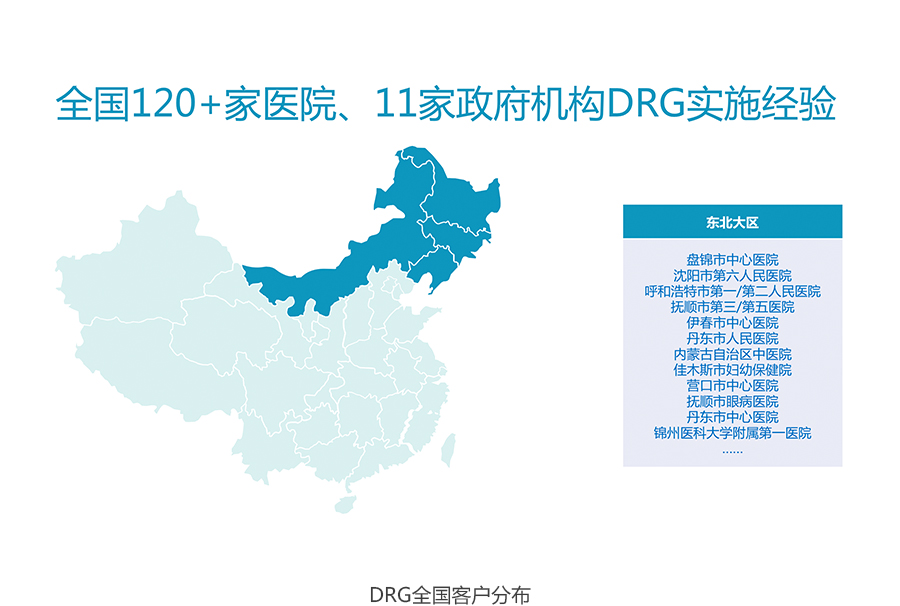 全国120+家医院、11家政府机构DRG实施经验
东北大区
盘锦市中心医院
沈阳市第六人民医院
呼和浩特市第一/第二人民医院
抚顺市第三/第五医院
伊春市中心医院
丹东市人民医院
内蒙古自治区中医院
佳木斯市妇幼保健院
营口市中心医院
抚顺市眼病医院
丹东市中心医院
锦州医科大学附属第一医院
......
DRG全国客户分布